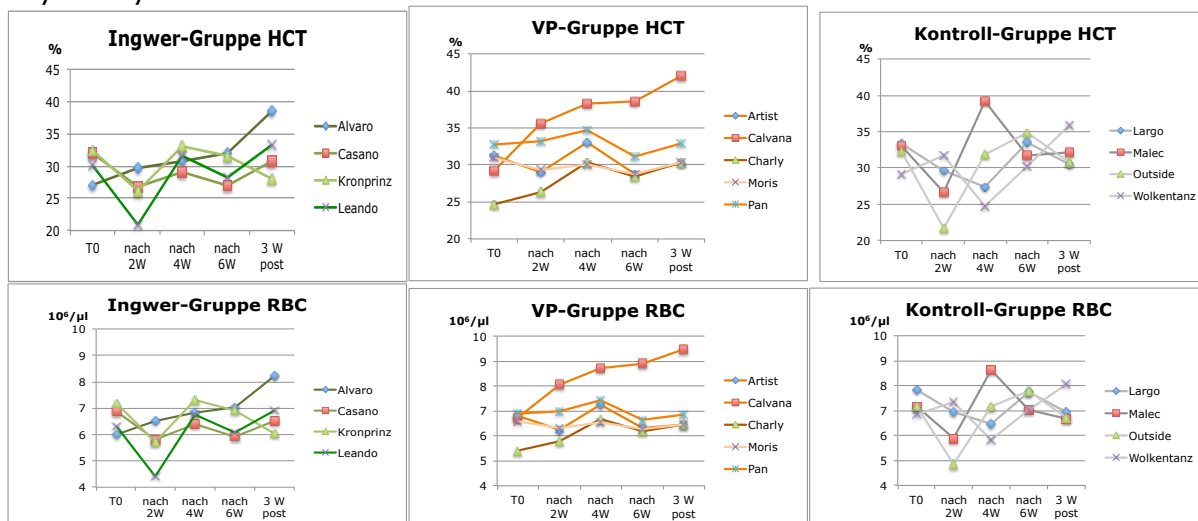 Ingwer-Gruppe HCT
%
45
40
35
30
25
20
T0
nach 2W
nach 4W
nach 6W
3 W post
Alvaro
Casano
Kronprinz
Leando
VP-Gruppe HCT
%
45
40
35
30
25
20
T0
nach 2W
nach 4W
nach 6W
3 W post
Artist
Calvana
Charly
Moris
Pan
Kontroll-Gruppe HCT
%
45
40
35
30
25
20
T0
nach 2W
nach 4W
nach 6W
3 W post
Largo
Malec
Outside
Wolkentanz
Ingwer-Gruppe RBC
10⁶/µl
10
9
8
7
6
5
4
T0
nach 2W
nach 4W
nach 6W
3 W post
Alvaro
Casano
Kronprinz
Leando
VP-Gruppe RBC
10⁶/µl
10
9
8
7
6
5
4
T0
nach 2W
nach 4W
nach 6W
3 W post
Artist
Calvana
Charly
Moris
Pan
Kontroll-Gruppe RBC
10⁶/µl
10
9
8
7
6
5
4
T0
nach 2W
nach 4W
nach 6W
3 W post
Largo
Malec
Outside
Wolkentanz